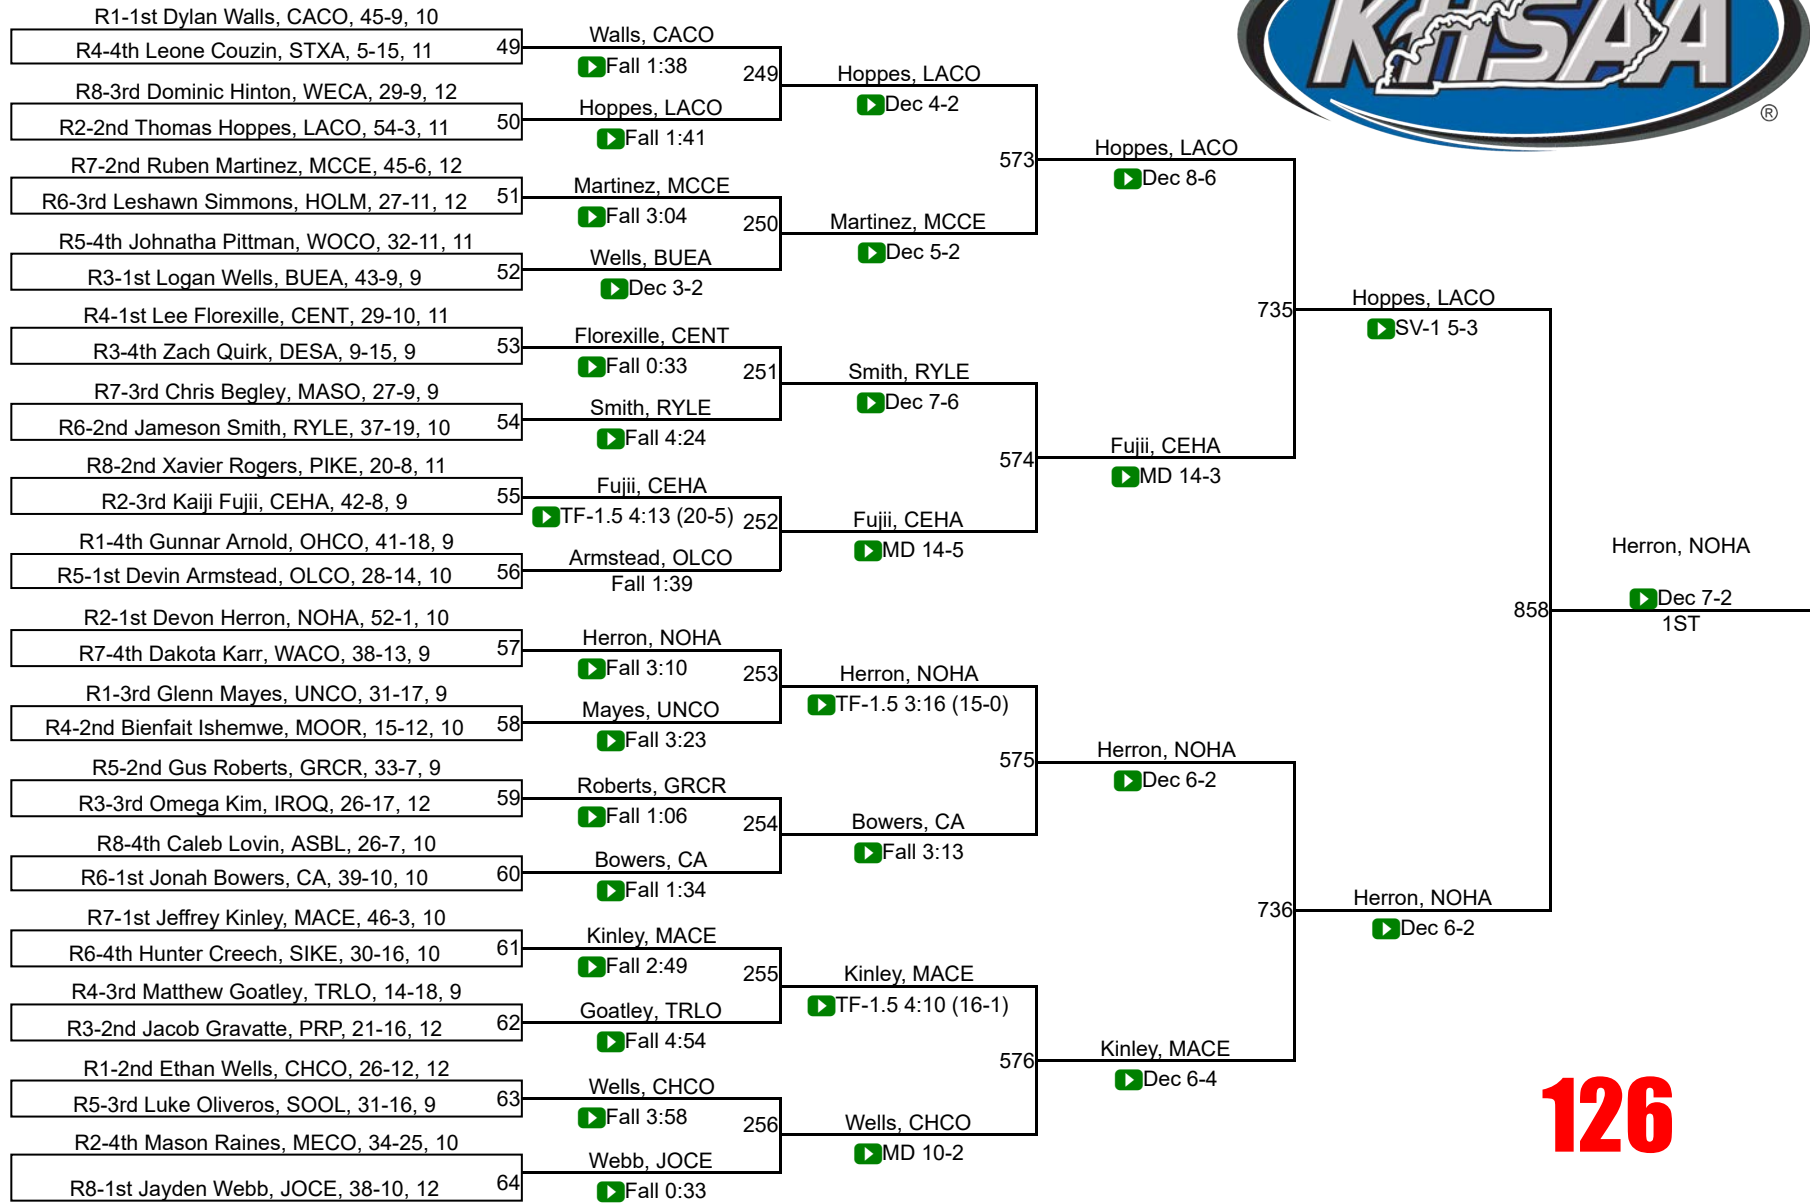 KHSAA
®
R1-1st Dylan Walls, CACO, 45-9, 10
R4-4th Leone Couzin, STXA, 5-15, 11
49
R8-3rd Dominic Hinton, WECA, 29-9, 12
R2-2nd Thomas Hoppes, LACO, 54-3, 11
50
R7-2nd Ruben Martinez, MCCE, 45-6, 12
R6-3rd Leshawn Simmons, HOLM, 27-11, 12
51
R5-4th Johnatha Pittman, WOCO, 32-11, 11
R3-1st Logan Wells, BUEA, 43-9, 9
52
R4-1st Lee Florexille, CENT, 29-10, 11
R3-4th Zach Quirk, DESA, 9-15, 9
53
R7-3rd Chris Begley, MASO, 27-9, 9
R6-2nd Jameson Smith, RYLE, 37-19, 10
54
R8-2nd Xavier Rogers, PIKE, 20-8, 11
R2-3rd Kaiji Fujii, CEHA, 42-8, 9
55
R1-4th Gunnar Arnold, OHCO, 41-18, 9
R5-1st Devin Armstead, OLCO, 28-14, 10
56
R2-1st Devon Herron, NOHA, 52-1, 10
R7-4th Dakota Karr, WACO, 38-13, 9
57
R1-3rd Glenn Mayes, UNCO, 31-17, 9
R4-2nd Bienfait Ishemwe, MOOR, 15-12, 10
58
R5-2nd Gus Roberts, GRCR, 33-7, 9
R3-3rd Omega Kim, IROQ, 26-17, 12
59
R8-4th Caleb Lovin, ASBL, 26-7, 10
R6-1st Jonah Bowers, CA, 39-10, 10
60
R7-1st Jeffrey Kinley, MACE, 46-3, 10
R6-4th Hunter Creech, SIKE, 30-16, 10
61
R4-3rd Matthew Goatley, TRLO, 14-18, 9
R3-2nd Jacob Gravatte, PRP, 21-16, 12
62
R1-2nd Ethan Wells, CHCO, 26-12, 12
R5-3rd Luke Oliveros, SOOL, 31-16, 9
63
R2-4th Mason Raines, MECO, 34-25, 10
R8-1st Jayden Webb, JOCE, 38-10, 12
64
Walls, CACO
Fall 1:38
249
Hoppes, LACO
Fall 1:41
Martinez, MCCE
Fall 3:04
250
Wells, BUEA
Dec 3-2
Florexille, CENT
Fall 0:33
251
Smith, RYLE
Fall 4:24
Fujii, CEHA
TF-1.5 4:13 (20-5)
252
Armstead, OLCO
Fall 1:39
Herron, NOHA
Fall 3:10
253
Mayes, UNCO
Fall 3:23
Roberts, GRCR
Fall 1:06
254
Bowers, CA
Fall 1:34
Kinley, MACE
Fall 2:49
255
Goatley, TRLO
Fall 4:54
Wells, CHCO
Fall 3:58
256
Webb, JOCE
Fall 0:33
Hoppes, LACO
Dec 4-2
573
Martinez, MCCE
Dec 5-2
Smith, RYLE
Dec 7-6
574
Fujii, CEHA
MD 14-5
Herron, NOHA
TF-1.5 3:16 (15-0)
575
Bowers, CA
Fall 3:13
Kinley, MACE
TF-1.5 4:10 (16-1)
576
Wells, CHCO
MD 10-2
Hoppes, LACO
Dec 8-6
735
Fujii, CEHA
MD 14-3
Herron, NOHA
Dec 6-2
736
Kinley, MACE
Dec 6-4
Hoppes, LACO
SV-1 5-3
858
Herron, NOHA
Dec 6-2
Herron, NOHA
Dec 7-2
1ST
126